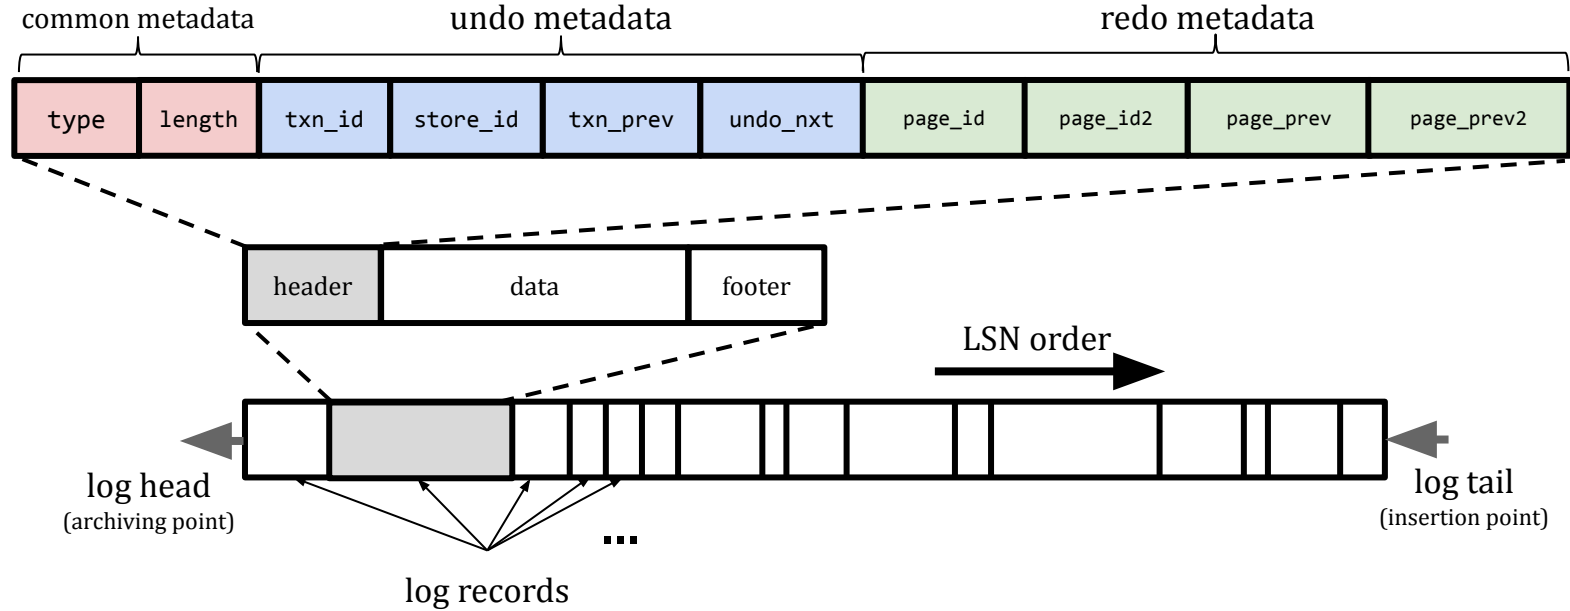 common metadata
undo metadata
redo metadata
type length txn_id store_id txn_prev undo_nxt page_id page_id2 page_prev page_prev2
header data footer
LSN order
log head
(archiving point)
log tail
(insertion point)
...
log records